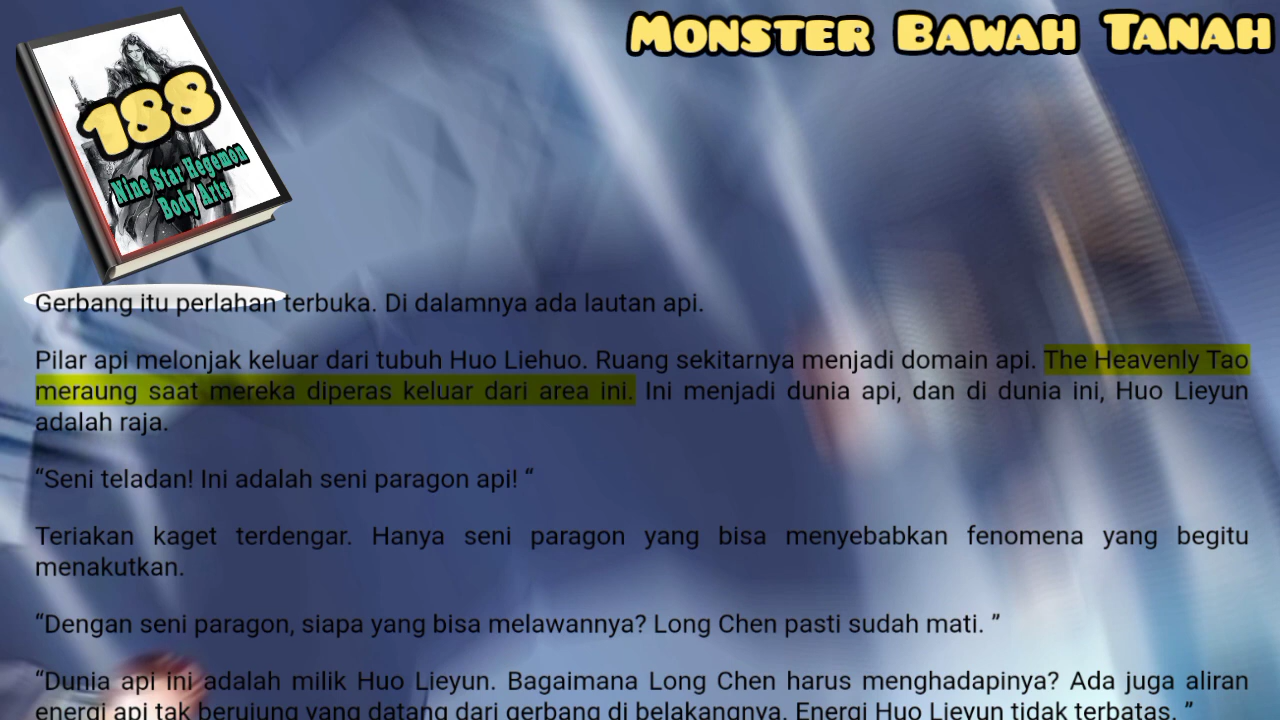 Monster Bawah Tanah
188
Nine Star Hegemon
Body Arts
Gerbang itu perlahan terbuka. Di dalamnya ada lautan api.
Pilar api melonjak keluar dari tubuh Huo Liehuo. Ruang sekitarnya menjadi domain api. The Heavenly Tao
meraung saat mereka diperas keluar dari area ini. Ini menjadi dunia api, dan di dunia ini, Huo Lieyun
adalah raja.
“Seni teladan! Ini adalah seni paragon api! “
Teriakan kaget terdengar. Hanya seni paragon yang bisa menyebabkan fenomena yang begitu
menakutkan.
“Dengan seni paragon, siapa yang bisa melawannya? Long Chen pasti sudah mati. ”
“Dunia api ini adalah milik Huo Lieyun. Bagaimana Long Chen harus menghadapinya? Ada juga aliran
energi api tak berujung yang datang dari gerbang di belakangnya. Energi Huo Lieyun tidak terbatas. ”